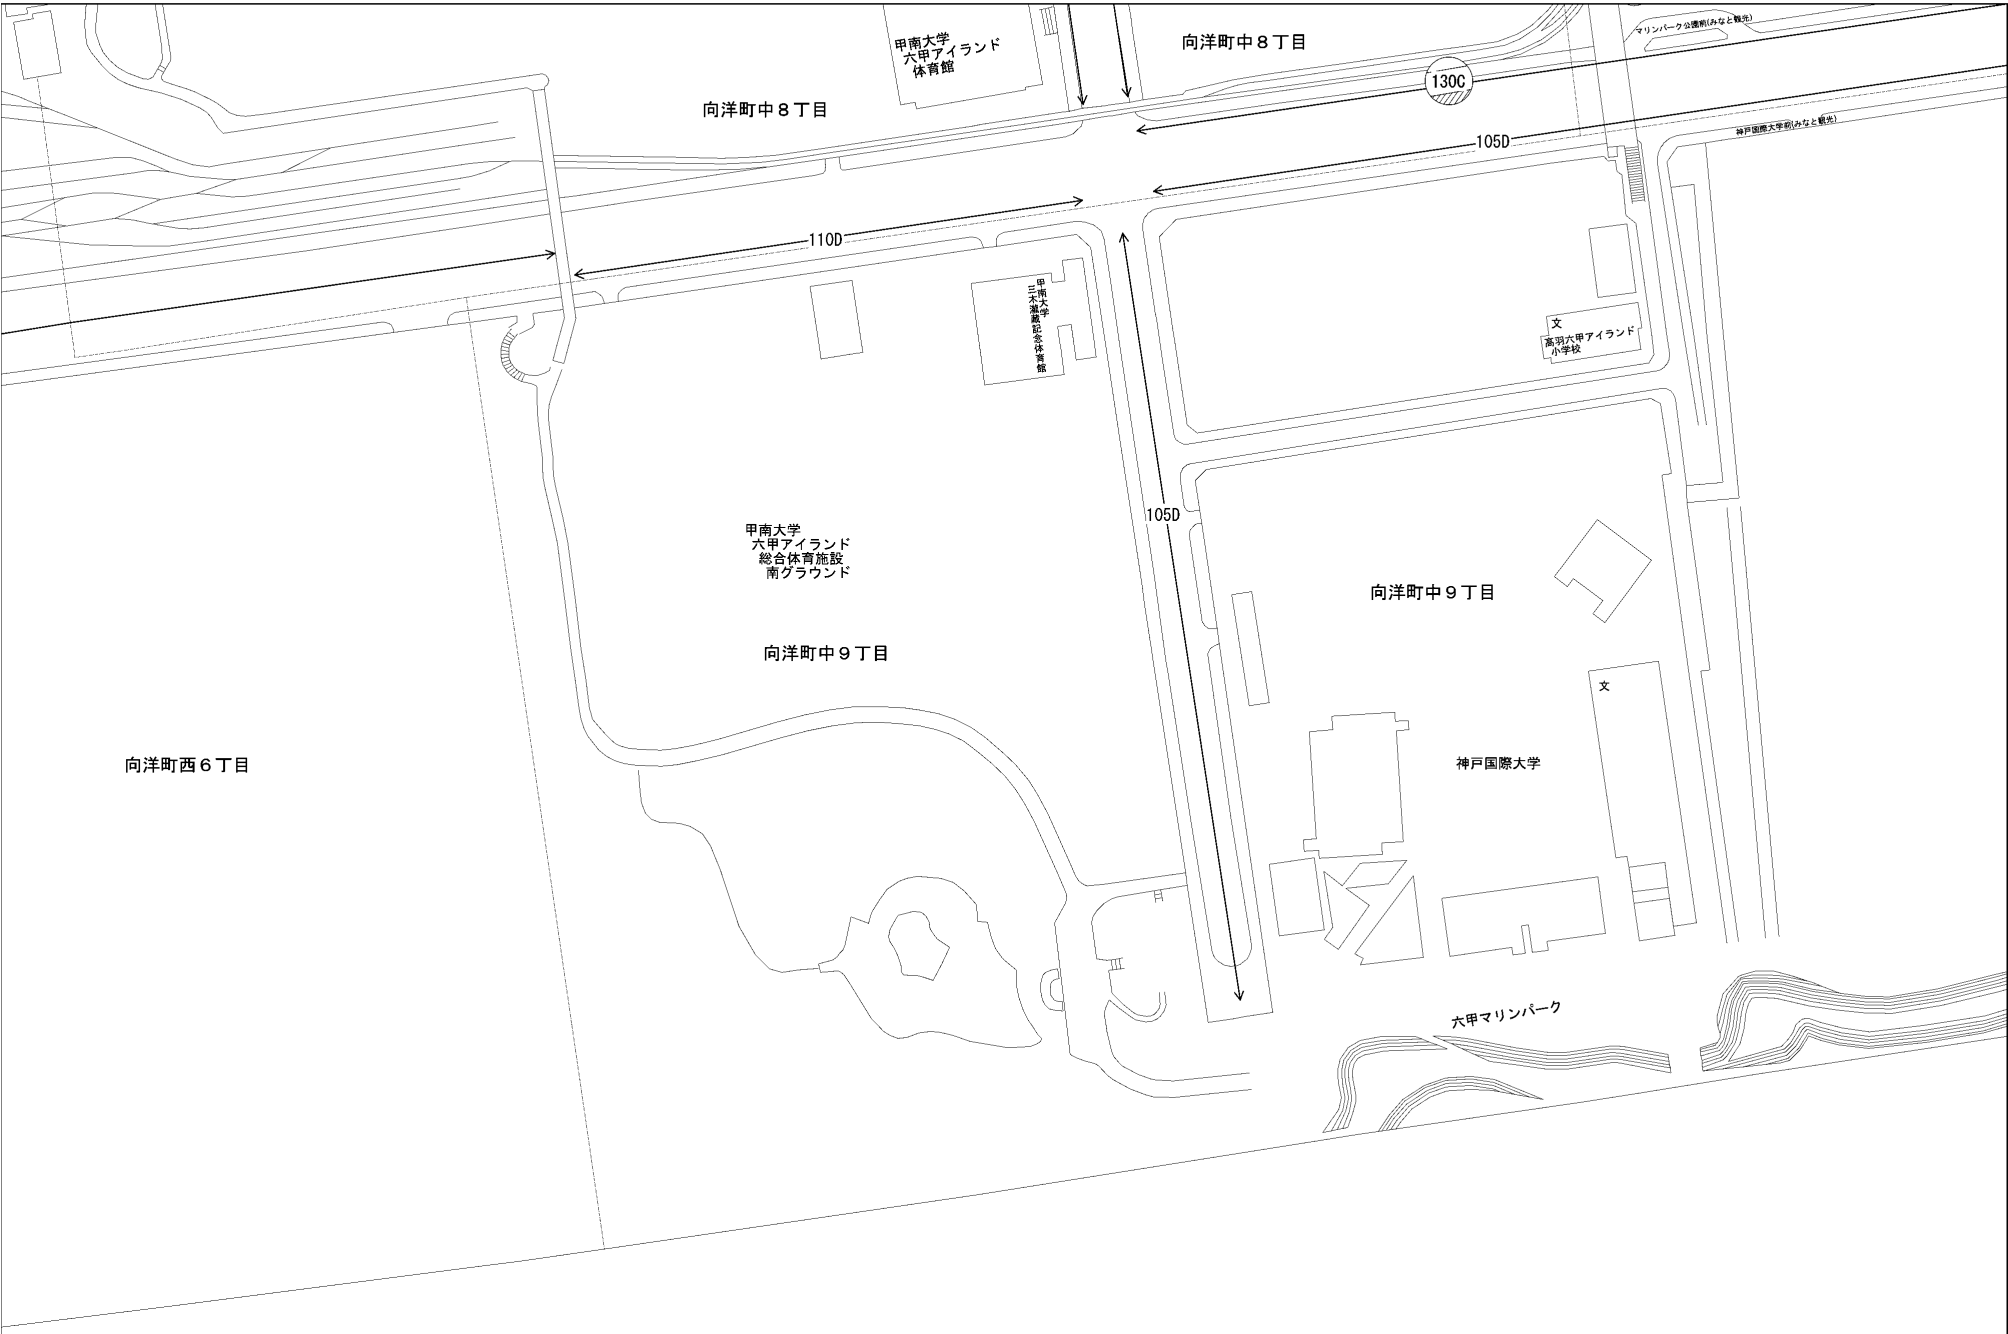 マリンパーク公園前(みなと観光)
甲南大学
六甲アイランド
体育館
向洋町中８丁目
130C
向洋町中８丁目
105D
神戸国際大学前(みなと観光)
110D
甲南大学
三木瀧蔵記念体育館
文
高羽六甲アイランド
小学校
105D
甲南大学
六甲アイランド
総合体育施設
南グラウンド
向洋町中９丁目
向洋町中９丁目
文
向洋町西６丁目
神戸国際大学
六甲マリンパーク